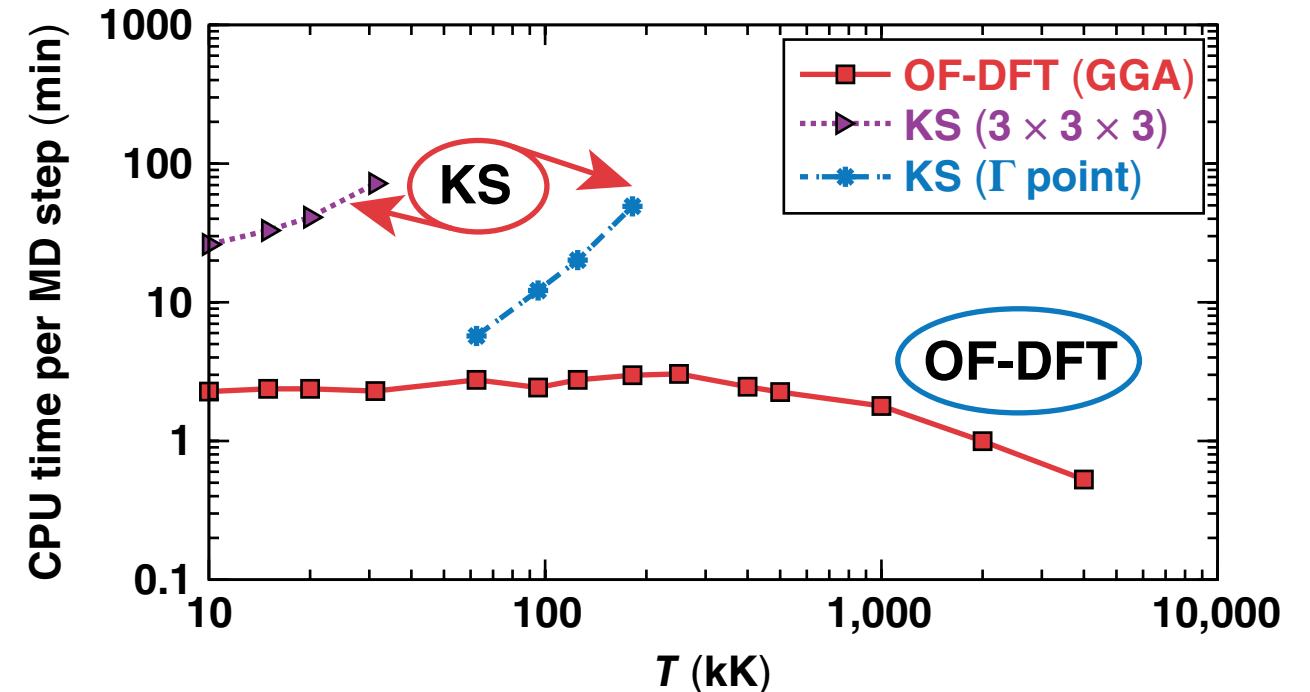 CPU time per MD step (min)
1000
100
10
1
0.1
OF-DFT (GGA)
KS (3 × 3 × 3)
KS (Γ point)
KS
OF-DFT
10
100
1,000
10,000
T (kK)